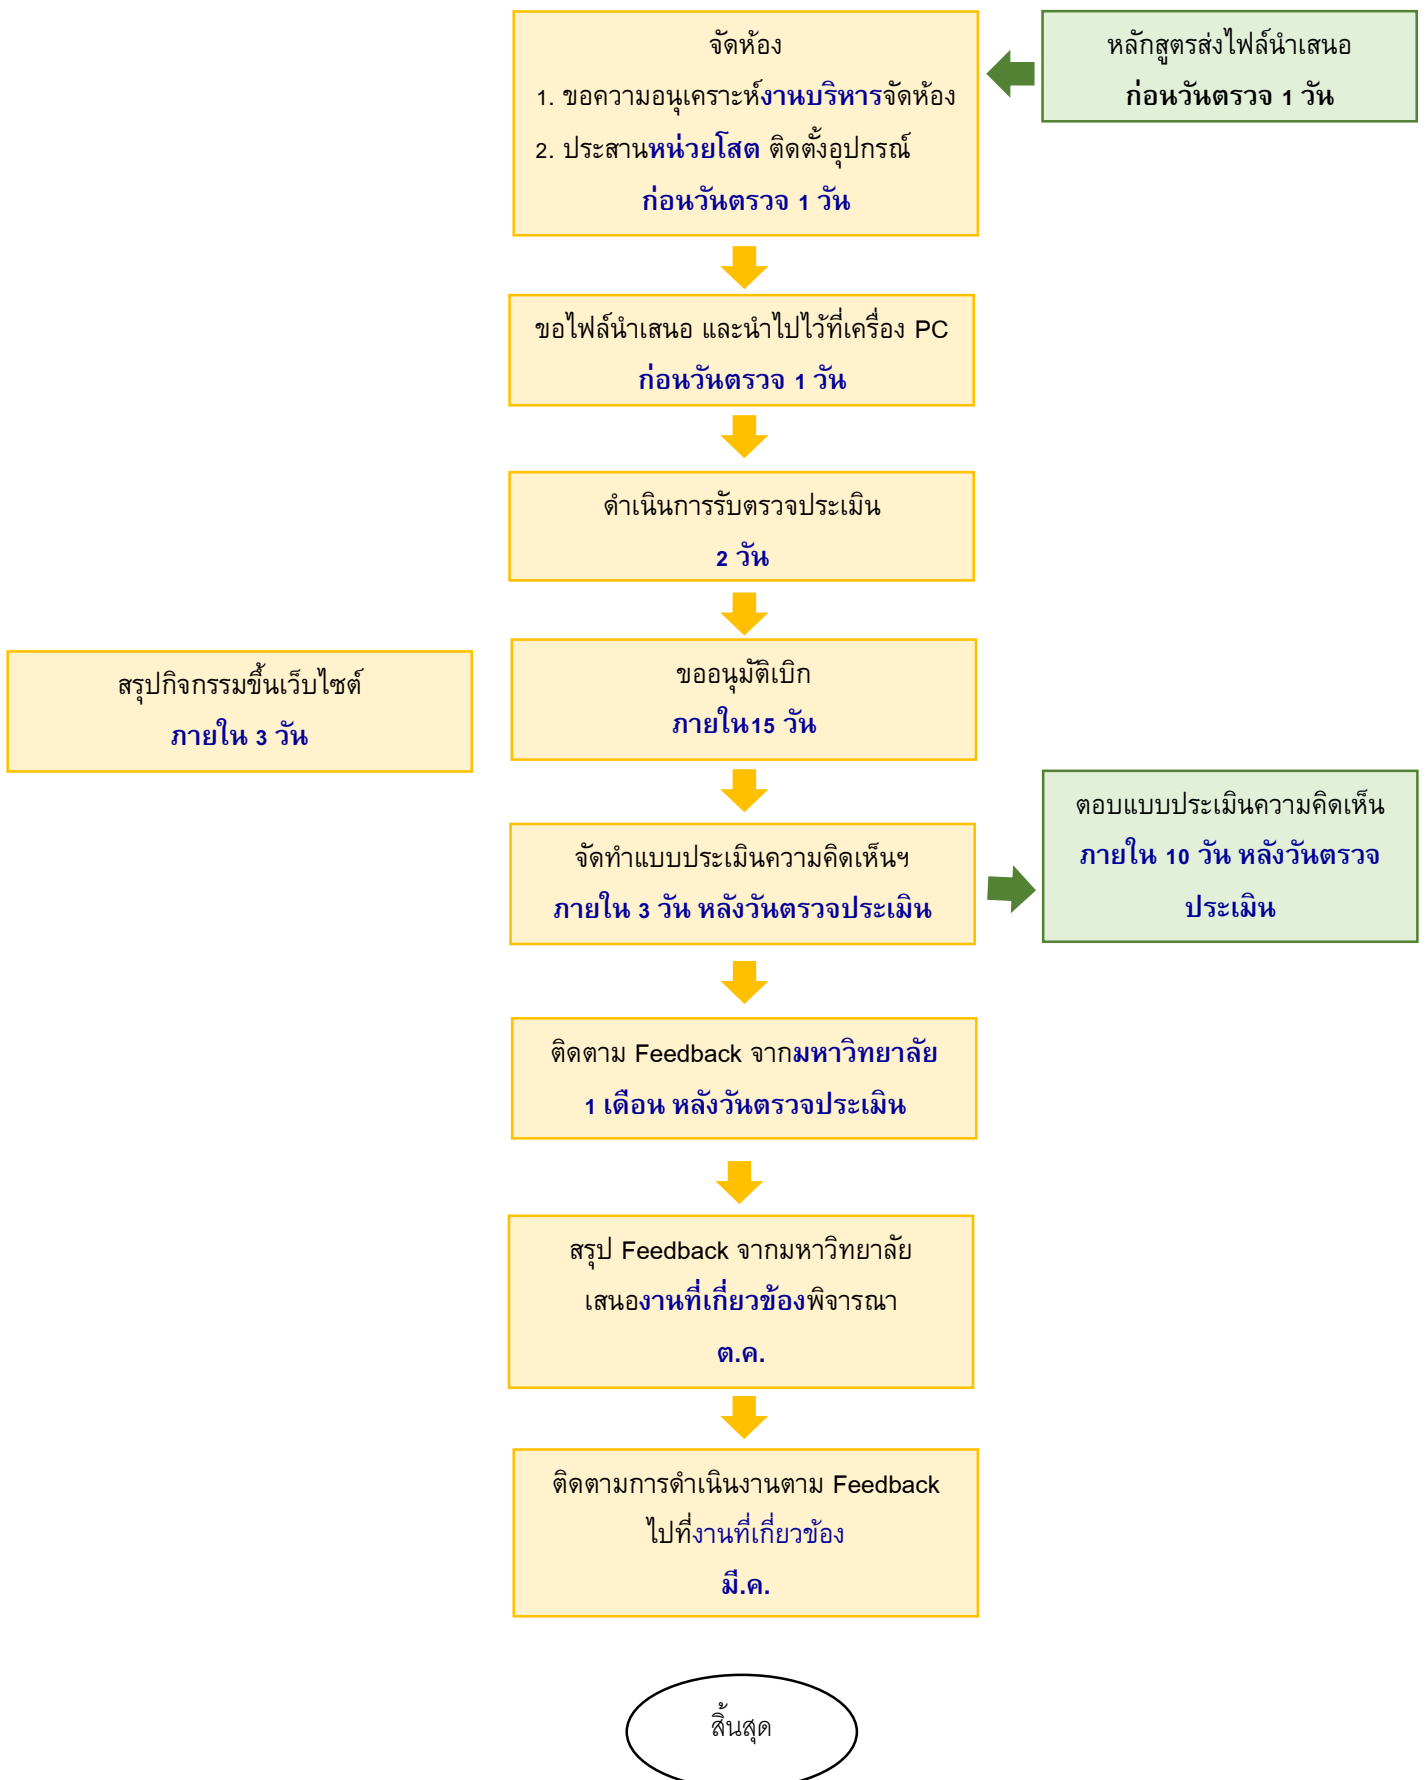 จัดห้อง
1. ขอความอนุเคราะห์งานบริหารจัดห้อง
2. ประสานหน่วยโสต ติดตั้งอุปกรณ์
ก่อนวันตรวจ 1 วัน
หลักสูตรส่งไฟล์นำเสนอ
ก่อนวันตรวจ 1 วัน
ขอไฟล์นำเสนอ และนำไปไว้ที่เครื่อง PC
ก่อนวันตรวจ 1 วัน
ดำเนินการรับตรวจประเมิน
2 วัน
สรุปกิจกรรมขึ้นเว็บไซต์
ภายใน 3 วัน
ขออนุมัติเบิก
ภายใน15 วัน
จัดทำแบบประเมินความคิดเห็นฯ
ภายใน 3 วัน หลังวันตรวจประเมิน
ตอบแบบประเมินความคิดเห็น
ภายใน 10 วัน หลังวันตรวจ
ประเมิน
ติดตาม Feedback จากมหาวิทยาลัย
1 เดือน หลังวันตรวจประเมิน
สรุป Feedback จากมหาวิทยาลัย
เสนองานที่เกี่ยวข้องพิจารณา
ต.ค.
ติดตามการดำเนินงานตาม Feedback
ไปที่งานที่เกี่ยวข้อง
มี.ค.
สิ้นสุด